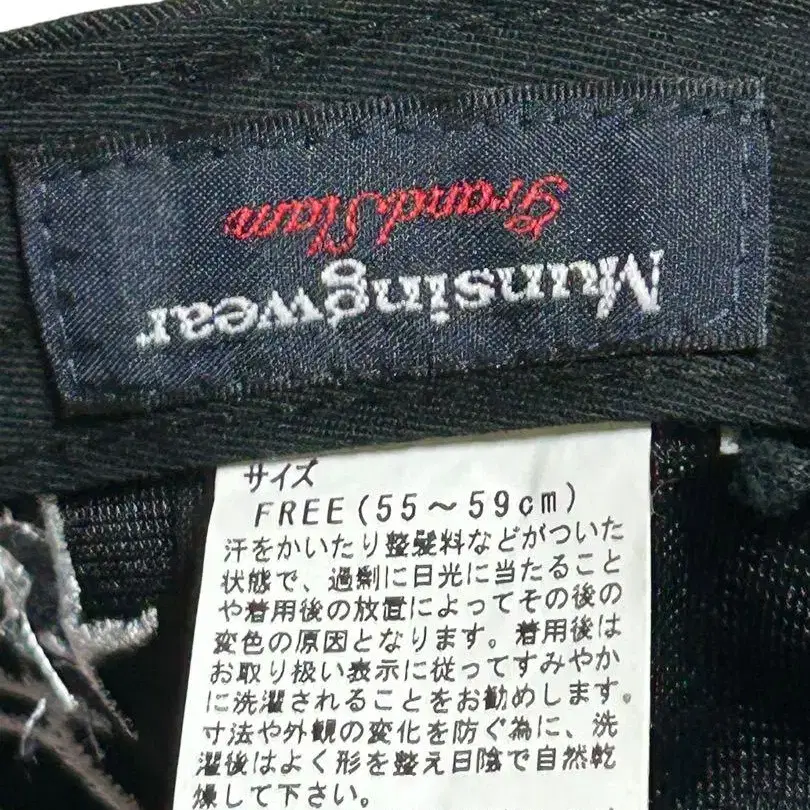 Munsingwear
Grand Slam
サイズ
FREE(55～59cm)
汗をかいたり整髪料などがついた
状態で、過剰に日光に当たること
や着用後の放置によってその後の
変色の原因となります。着用後は
お取り扱い表示に従ってすみやか
に洗濯されることをお勧めします。
寸法や外観の変化を防ぐ為に、洗
濯後はよく形を整え日陰で自然乾
燥して下さい。